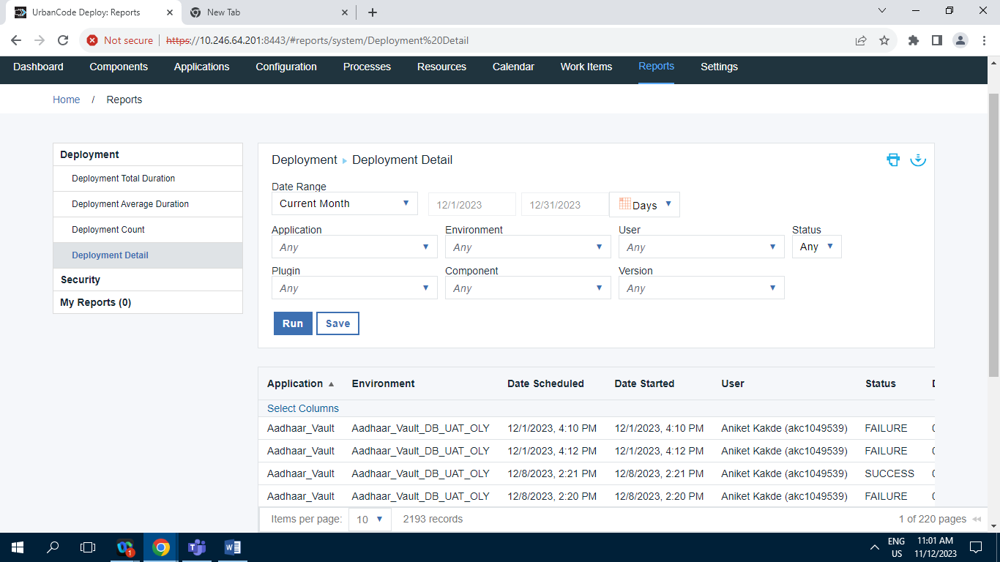 UrbanCode Deploy: Reports
New Tab
Not secure https://10.246.64.201:8443/#reports/system/Deployment%20Detail
Dashboard Components Applications Configuration Processes Resources Calendar Work Items Reports Settings
Home / Reports
Deployment
Deployment Total Duration
Deployment Average Duration
Deployment Count
Deployment Detail
Security
My Reports (0)
Deployment Deployment Detail
Date Range
Current Month 12/1/2023 12/31/2023 Days
Application Environment User Status
Any Any Any Any
Plugin Component Version
Any Any Any
Run Save
Application Environment Date Scheduled Date Started User Status
Select Columns
Aadhaar_Vault Aadhaar_Vault_DB_UAT_OLY 12/1/2023, 4:10 PM 12/1/2023, 4:10 PM Aniket Kakde (akc1049539) FAILURE
Aadhaar_Vault Aadhaar_Vault_DB_UAT_OLY 12/1/2023, 4:12 PM 12/1/2023, 4:12 PM Aniket Kakde (akc1049539) FAILURE
Aadhaar_Vault Aadhaar_Vault_DB_UAT_OLY 12/8/2023, 2:21 PM 12/8/2023, 2:21 PM Aniket Kakde (akc1049539) SUCCESS
Aadhaar_Vault Aadhaar_Vault_DB_UAT_OLY 12/8/2023, 2:20 PM 12/8/2023, 2:20 PM Aniket Kakde (akc1049539) FAILURE
Items per page: 10 2193 records 1 of 220 pages
1
ENG 11:01 AM
US 11/12/2023